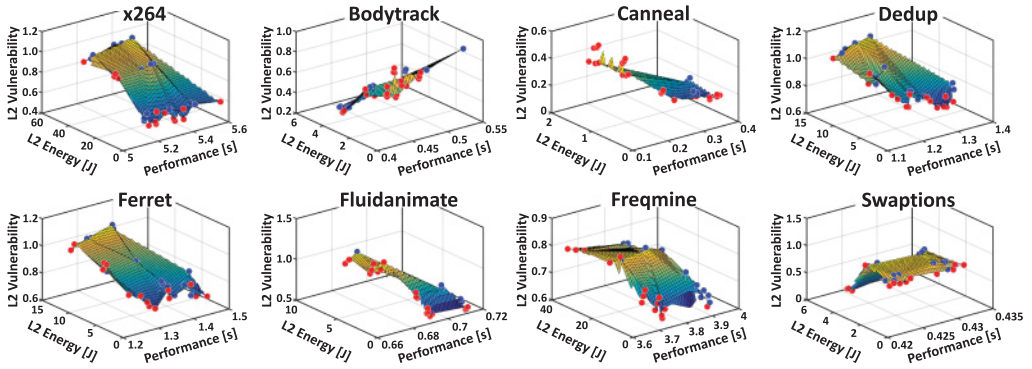 x264 Bodytrack Canneal Dedup
L2 Vulnerability 1.2 1.0 0.8 0.6 0.4
L2 Energy [J] 60 40 20 0
Performance [s] 5 5.2 5.4 5.6
L2 Vulnerability 1.0 0.8 0.6 0.4 0.2
L2 Energy [J] 6 4 2 0
Performance [s] 0.4 0.45 0.5 0.55
L2 Vulnerability 0.6 0.4 0.2 0
L2 Energy [J] 2 1 0
Performance [s] 0.1 0.2 0.3 0.4
L2 Vulnerability 1.2 1.0 0.8 0.6
L2 Energy [J] 15 10 5 0
Performance [s] 1.1 1.2 1.3 1.4
Ferret Fluidanimate Freqmine Swaptions
L2 Vulnerability 1.2 1.0 0.8 0.6
L2 Energy [J] 15 10 5 0
Performance [s] 1.2 1.3 1.4 1.5
L2 Vulnerability 1.5 1.0 0.5
L2 Energy [J] 10 5 0
Performance [s] 0.66 0.68 0.7 0.72
L2 Vulnerability 0.9 0.8 0.7 0.6
L2 Energy [J] 40 20 0
Performance [s] 3.6 3.7 3.8 3.9 4
L2 Vulnerability 1.5 1.0 0.5 0
L2 Energy [J] 6 4 2 0
Performance [s] 0.42 0.425 0.43 0.435